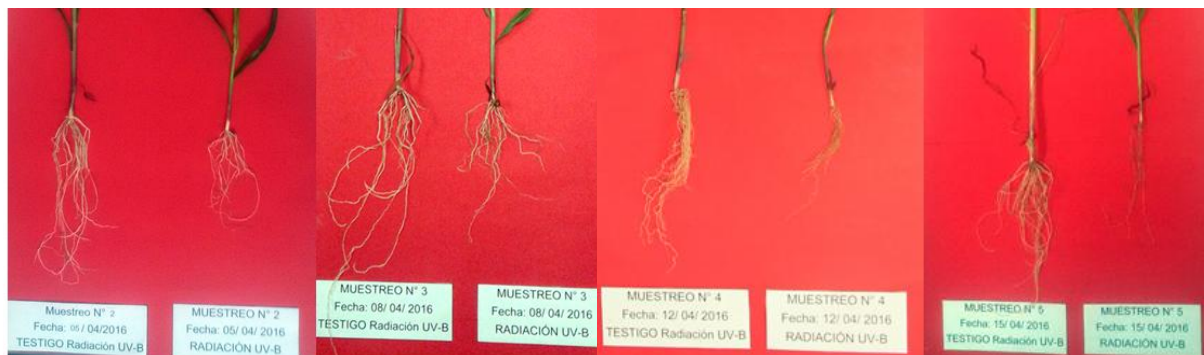 Muestreo N° 2
Fecha: 05 / 04/2016
TESTIGO Radiación UV-B
MUESTREO N° 2
Fecha: 05/ 04/ 2016
RADIACIÓN UV-B
MUESTREO N° 3
Fecha: 08/ 04/ 2016
TESTIGO Radiación UV-B
MUESTREO N° 3
Fecha: 08/ 04/ 2016
RADIACIÓN UV-B
MUESTREO N° 4
Fecha: 12/ 04/ 2016
TESTIGO Radiación UV-B
MUESTREO N° 4
Fecha: 12/ 04/ 2016
RADIACIÓN UV-B
MUESTREO N° 5
Fecha: 15/ 04/2016
TESTIGO Radiación UV-B
MUESTREO N° 5
Fecha: 15/ 04/ 2016
RADIACIÓN UV-B